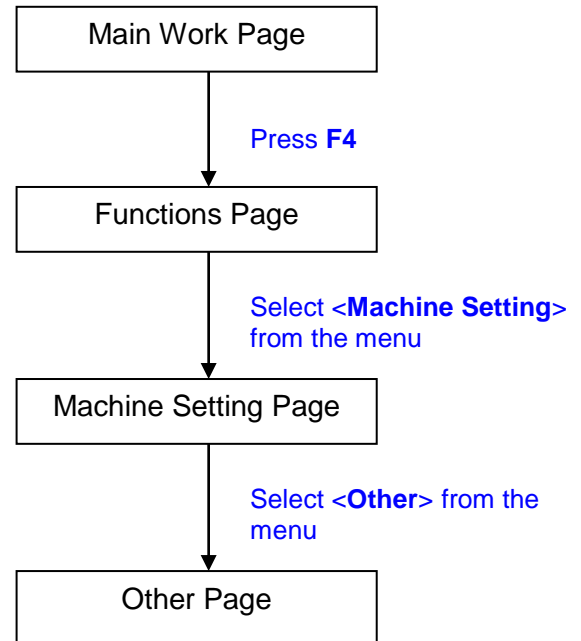 Main Work Page
Press F4
Functions Page
Select <Machine Setting>
from the menu
Machine Setting Page
Select <Other> from the
menu
Other Page